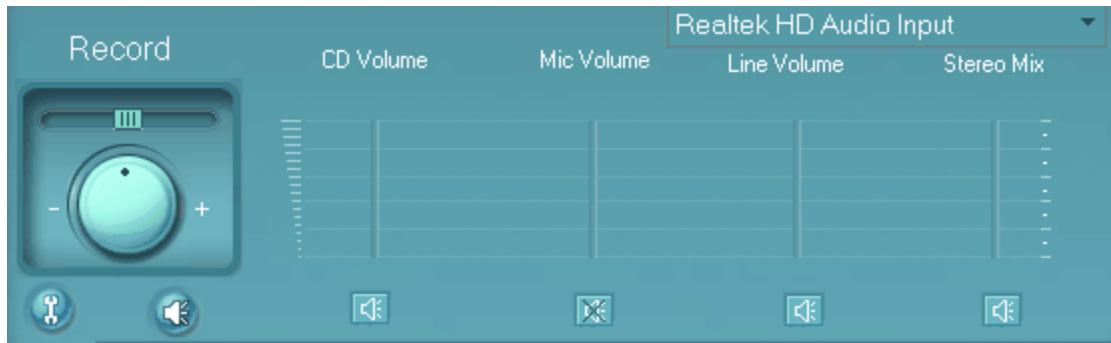 Realtek HD Audio Input
Record
CD Volume
Mic Volume
Line Volume
Stereo Mix
- +